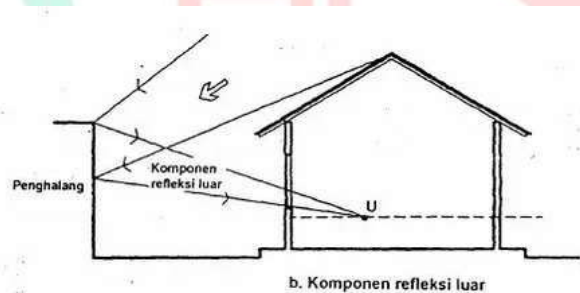 Komponen
refleksi luar
Penghalang
U
b. Komponen refleksi luar